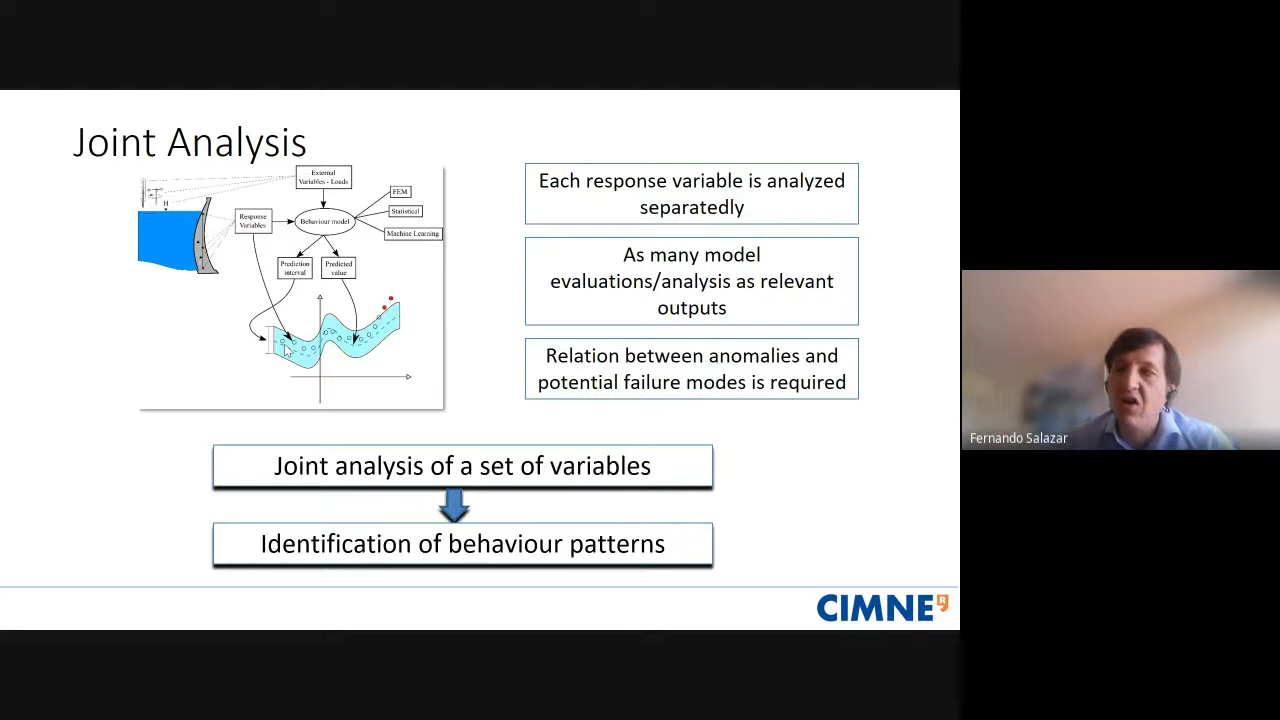 Joint Analysis
External
Variables - Loads
H
FEM
Response
Variables
Behaviour model
Statistical
Machine Learning
Prediction
interval
Predicted
value
Each response variable is analyzed
separatedly
As many model
evaluations/analysis as relevant
outputs
Relation between anomalies and
potential failure modes is required
Joint analysis of a set of variables
Identification of behaviour patterns
CIMNE
R
Fernando Salazar